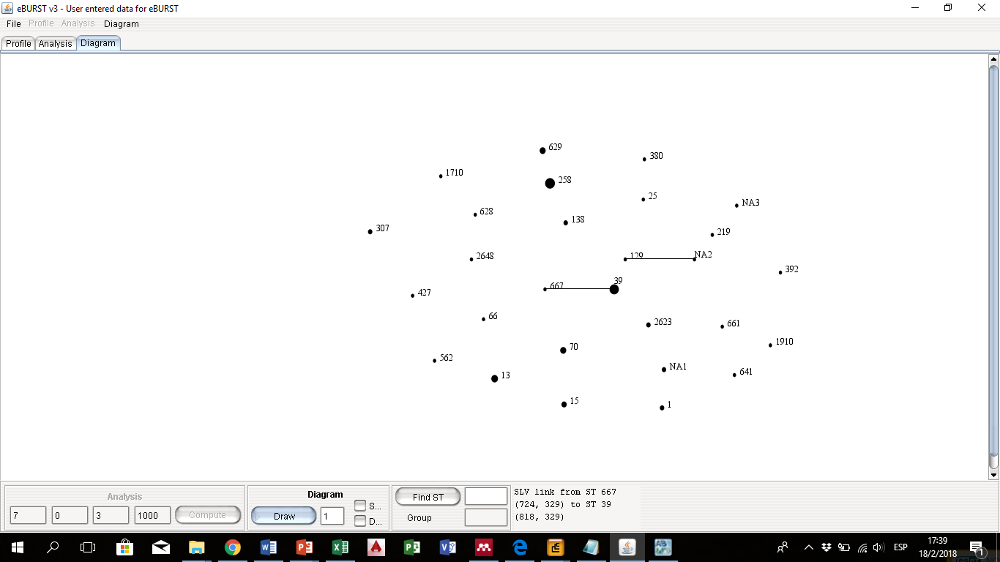 eBURST v3 - User entered data for eBURST
File Profile Analysis Diagram
Profile Analysis Diagram
629
380
1710
258
25
NA3
628
138
307
219
2648
129
NA2
392
667
39
427
66
2623
661
70
1910
562
NA1
641
13
15
1
Analysis
7 0 3 1000 Compute
Diagram
Draw 1 S...
D...
Find ST
Group
SLV link from ST 667
(724, 329) to ST 39
(818, 329)
ESP
17:39
18/2/2018
1